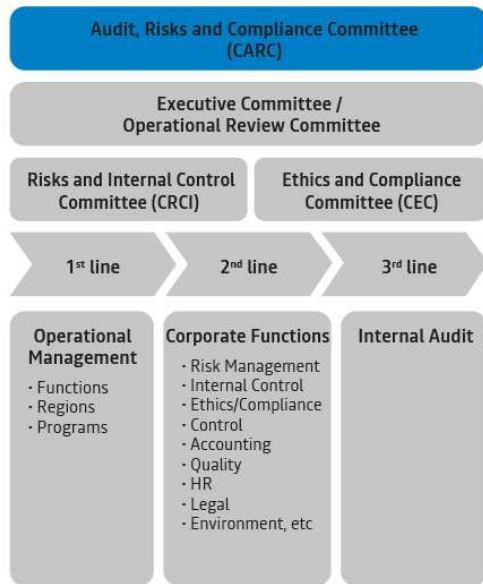 Audit, Risks and Compliance Committee
(CARC)
Executive Committee /
Operational Review Committee
Risks and Internal Control
Committee (CRCI)
Ethics and Compliance
Committee (CEC)
1st line
2nd line
3rd line
Operational
Management
· Functions
· Regions
· Programs
Corporate Functions
· Risk Management
· Internal Control
· Ethics/Compliance
· Control
· Accounting
· Quality
· HR
· Legal
· Environment, etc
Internal Audit